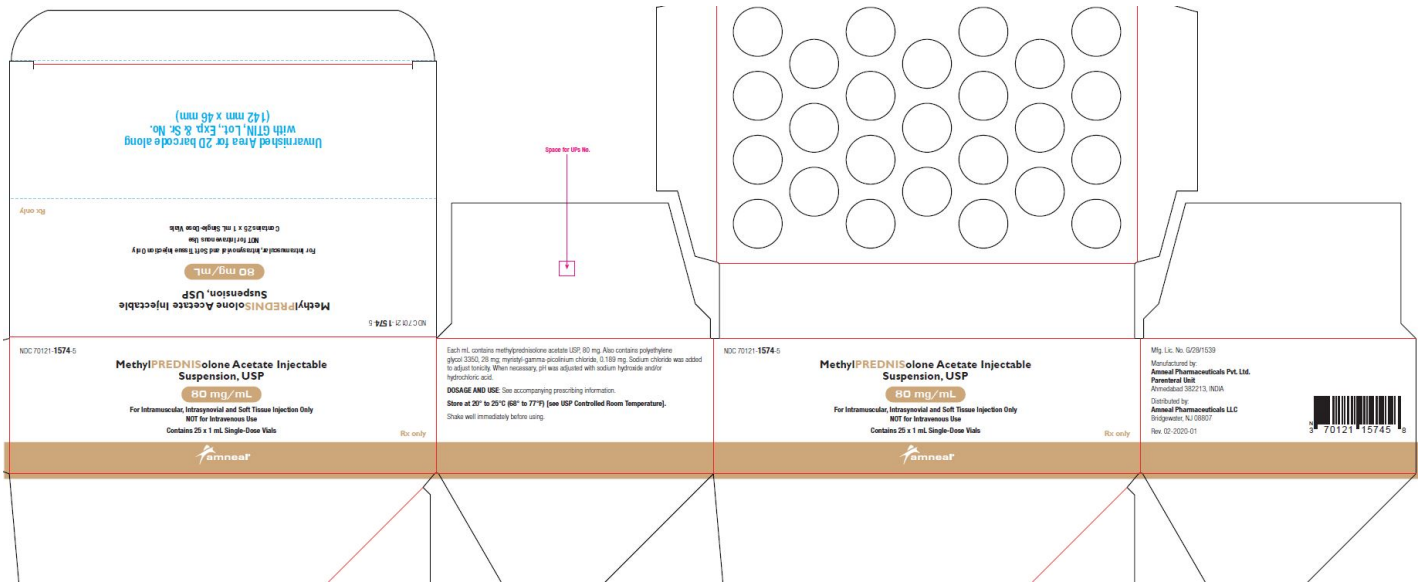 Unvarnished Area for 2D barcode along
with GTIN, Lot., Exp. & Sr. No.
(142 mm x 46 mm)
Rx only
Contains 25 x 1 mL Single-Dose Vials
NOT for Intravenous Use
For Intramuscular, Intrasynovial and Soft Tissue Injection Only
80 mg/mL
MethylPREDNISolone Acetate Injectable
Suspension, USP
NDC 70121-1574-5
Space for UPs No.
NDC 70121-1574-5
MethylPREDNISolone Acetate Injectable
Suspension, USP
80 mg/mL
For Intramuscular, Intrasynovial and Soft Tissue Injection Only
NOT for Intravenous Use
Contains 25 x 1 mL Single-Dose Vials
Rx only
amneal
Each mL contains methylprednisolone acetate USP, 80 mg. Also contains polyethylene
glycol 3350, 28 mg; myristyl-gamma-picolinium chloride, 0.189 mg. Sodium chloride was added
to adjust tonicity. When necessary, pH was adjusted with sodium hydroxide and/or
hydrochloric acid.
DOSAGE AND USE: See accompanying prescribing information.
Store at 20° to 25°C (68° to 77°F) [see USP Controlled Room Temperature].
Shake well immediately before using.
NDC 70121-1574-5
MethylPREDNISolone Acetate Injectable
Suspension, USP
80 mg/mL
For Intramuscular, Intrasynovial and Soft Tissue Injection Only
NOT for Intravenous Use
Contains 25 x 1 mL Single-Dose Vials
Rx only
amneal
Mfg. Lic. No. G/28/1539
Manufactured by:
Amneal Pharmaceuticals Pvt. Ltd.
Parenteral Unit
Ahmedabad 382213, INDIA
Distributed by:
Amneal Pharmaceuticals LLC
Bridgewater, NJ 08807
Rev. 02-2020-01
N
3 70121 15745 8